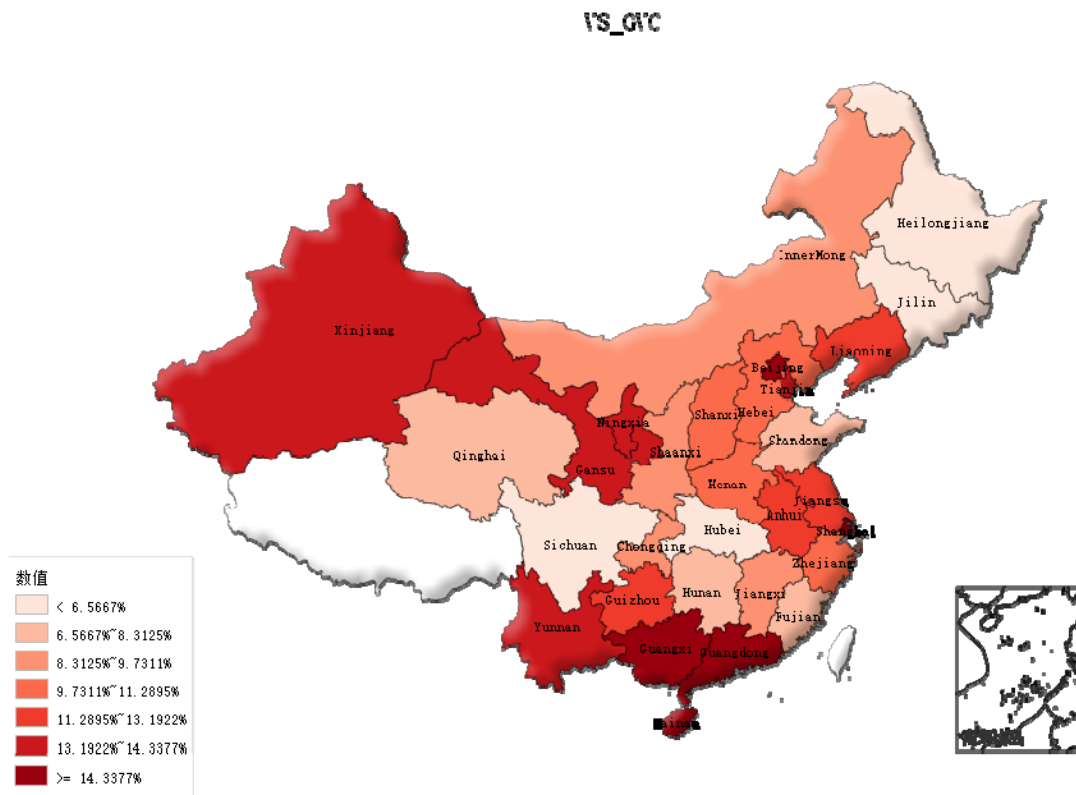 VS_GVC
Heilongjiang
InnerMong
Jilin
Xinjiang
Liaoning
Beijing
Tianjin
Shanxi
Hebei
Ningxia
Shandong
Shaanxi
Qinghai
Gansu
Henan
Jiangsu
Anhui
Hubei
Shanghai
Sichuan
Chongqing
Zhejiang
数值
Hunan
Jiangxi
Guizhou
< 6.5667%
Fujian
Yunnan
6.5667%~8.3125%
Guangxi
Guangdong
8.3125%~9.7311%
9.7311%~11.2895%
Hainan
11.2895%~13.1922%
13.1922%~14.3377%
>= 14.3377%